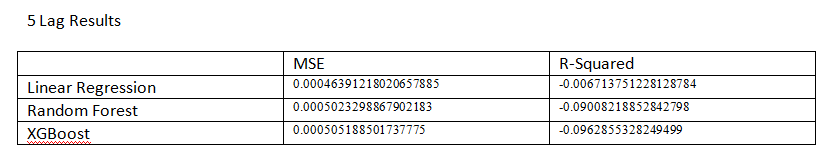 5 Lag Results
MSE R-Squared
Linear Regression 0.00046391218020657885 -0.006713751228128784
Random Forest 0.0005023298867902183 -0.09008218852842798
XGBoost 0.000505188501737775 -0.0962855328249499